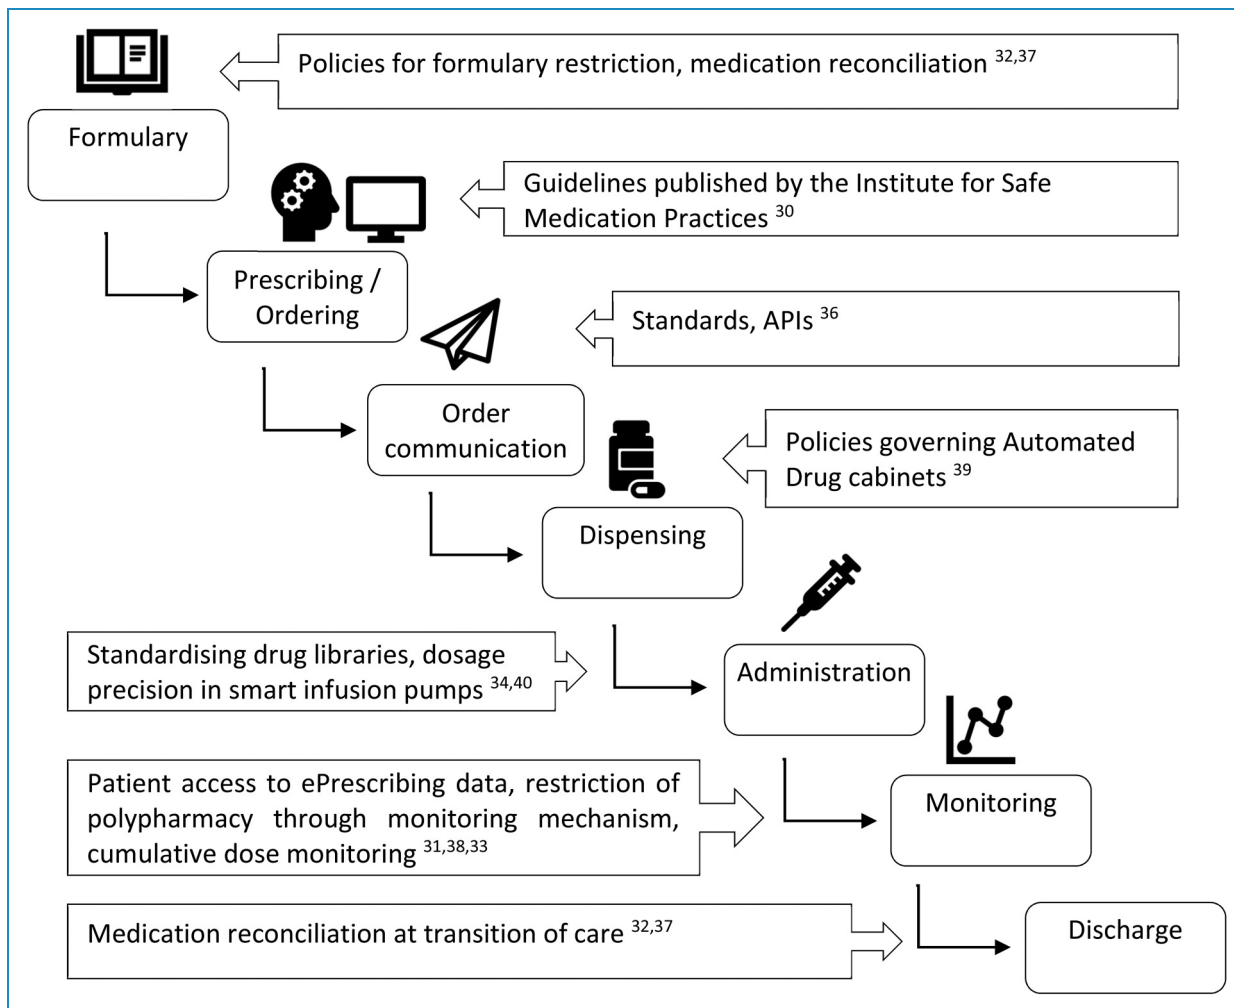 Policies for formulary restriction, medication reconciliation 32,37
Formulary
Guidelines published by the Institute for Safe
Medication Practices 30
Prescribing /
Ordering
Standards, APIs 36
Order
communication
Policies governing Automated
Drug cabinets 39
Dispensing
Standardising drug libraries, dosage
precision in smart infusion pumps 34,40
Administration
Patient access to ePrescribing data, restriction of
polypharmacy through monitoring mechanism,
cumulative dose monitoring 31,38,33
Monitoring
Medication reconciliation at transition of care 32,37
Discharge